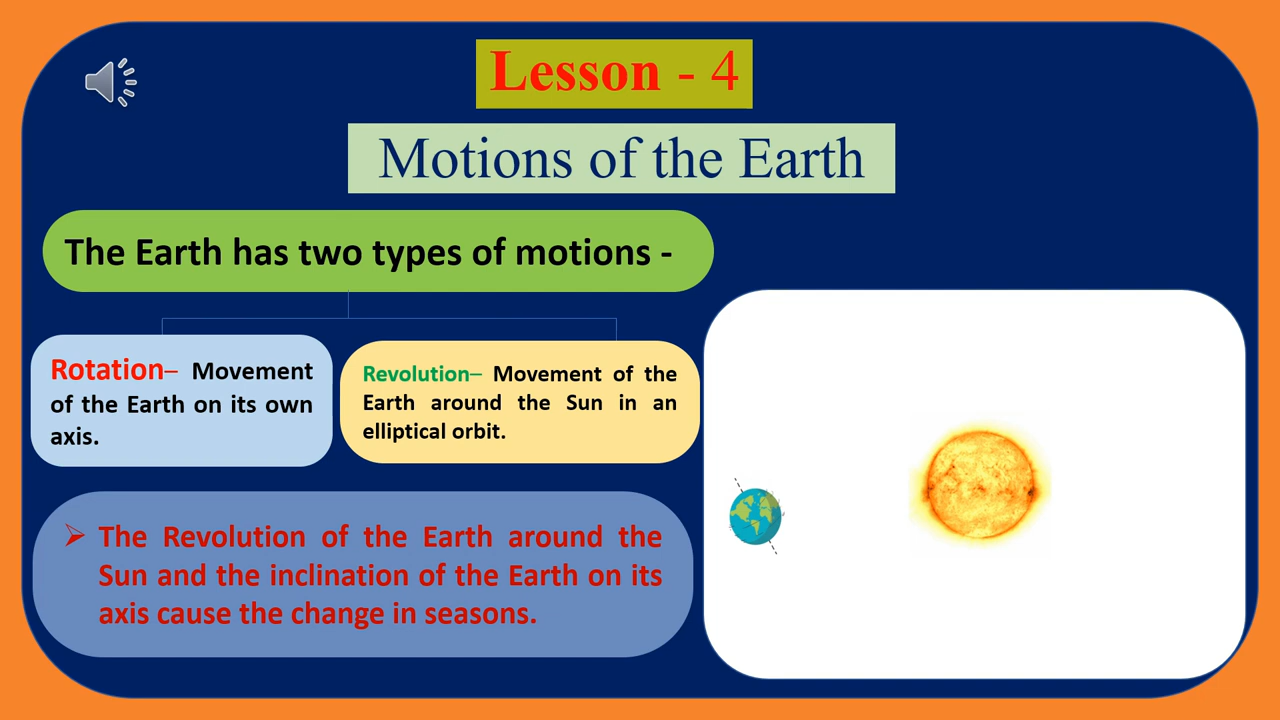 Lesson - 4
Motions of the Earth
The Earth has two types of motions -
Rotation– Movement
of the Earth on its own
axis.
Revolution– Movement of the
Earth around the Sun in an
elliptical orbit.
➢ The Revolution of the Earth around the
Sun and the inclination of the Earth on its
axis cause the change in seasons.